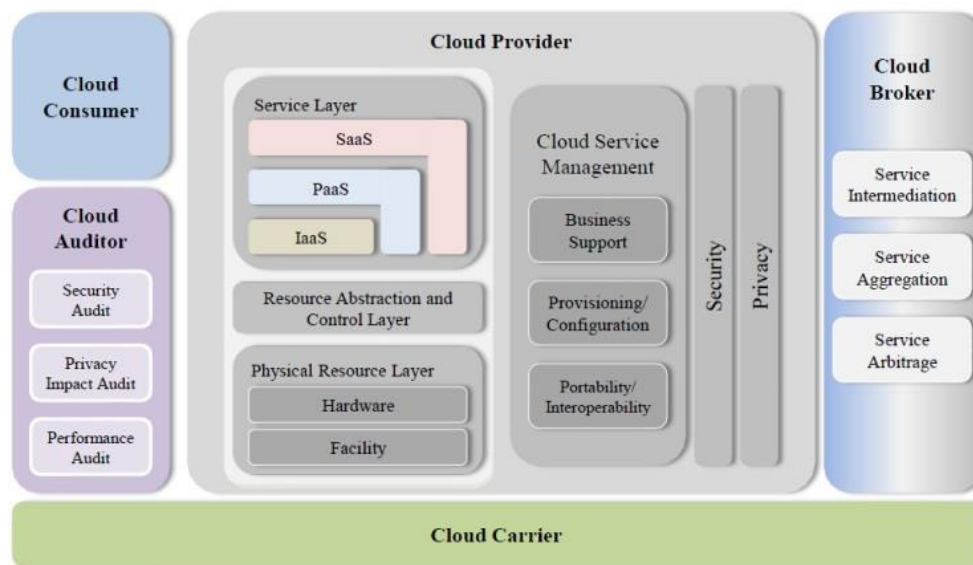 Cloud
Consumer
Cloud
Auditor
Security
Audit
Privacy
Impact Audit
Performance
Audit
Cloud Provider
Service Layer
SaaS
PaaS
IaaS
Resource Abstraction and
Control Layer
Physical Resource Layer
Hardware
Facility
Cloud Service
Management
Business
Support
Provisioning/
Configuration
Portability/
Interoperability
Security
Privacy
Cloud
Broker
Service
Intermediation
Service
Aggregation
Service
Arbitrage
Cloud Carrier